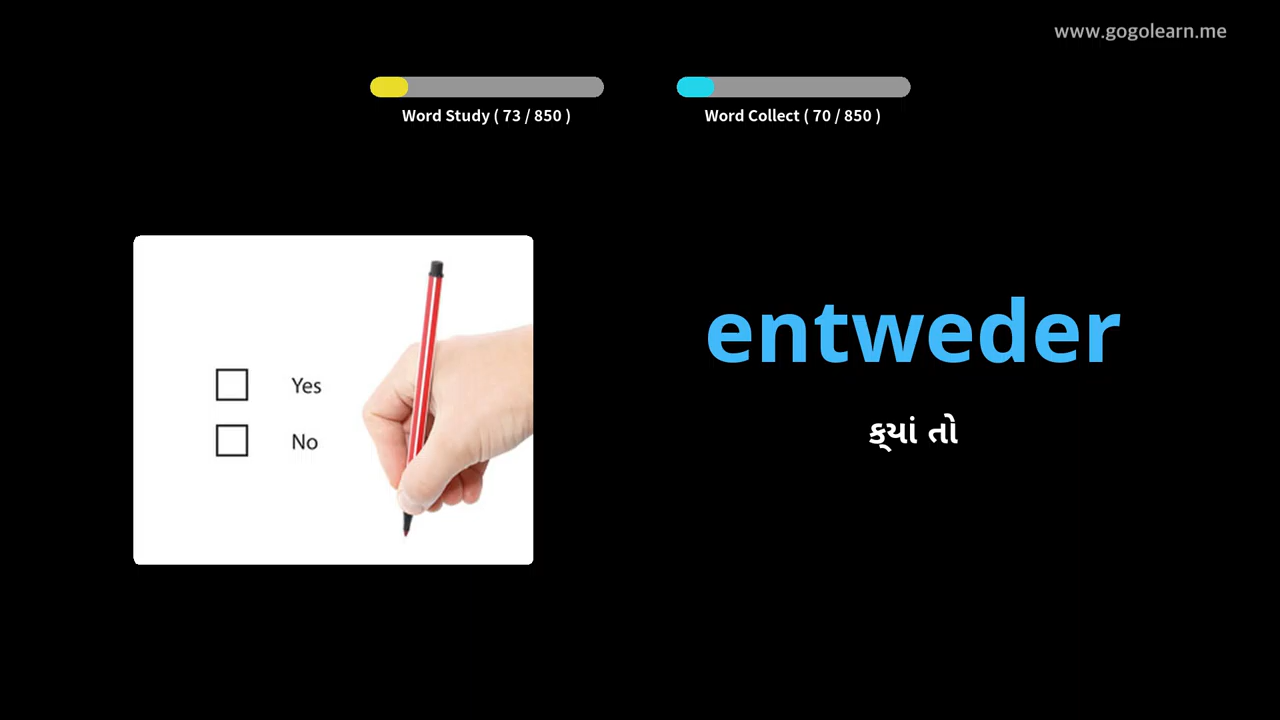 www.gogolearn.me
Word Study ( 73 / 850 )
Word Collect ( 70 / 850 )
entweder
ક્યાં તો
Yes
No